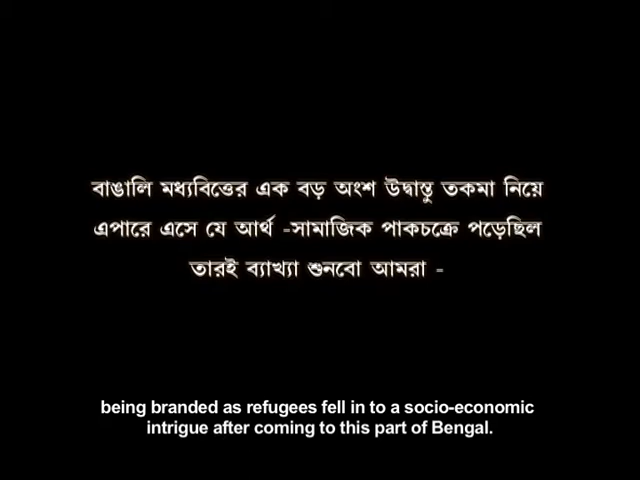 বাঙালি মধ্যবিত্তের এক বড় অংশ উদ্বাস্তু তকমা নিয়ে
এপারে এসে যে আর্থ -সামাজিক পাকচক্রে পড়েছিল
তারই ব্যাখ্যা শুনবো আমরা -
being branded as refugees fell in to a socio-economic
intrigue after coming to this part of Bengal.